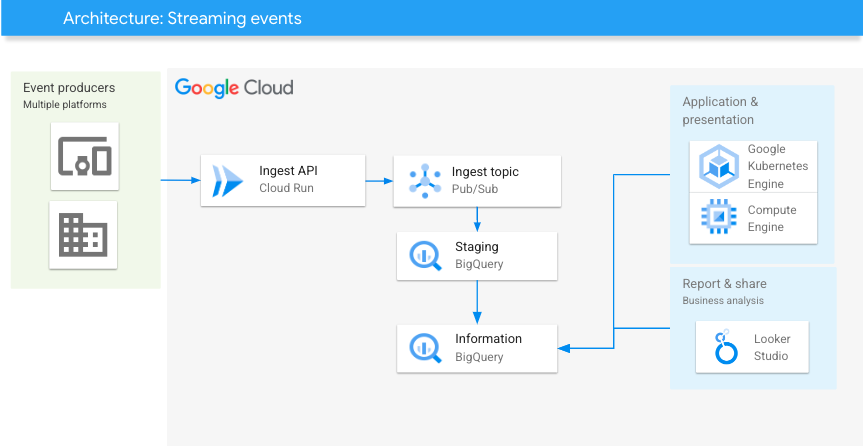 Architecture: Streaming events
Event producers
Multiple platforms
Google Cloud
Ingest API
Cloud Run
Ingest topic
Pub/Sub
Staging
BigQuery
Information
BigQuery
Application &
presentation
Google
Kubernetes
Engine
Compute
Engine
Report & share
Business analysis
Looker
Studio